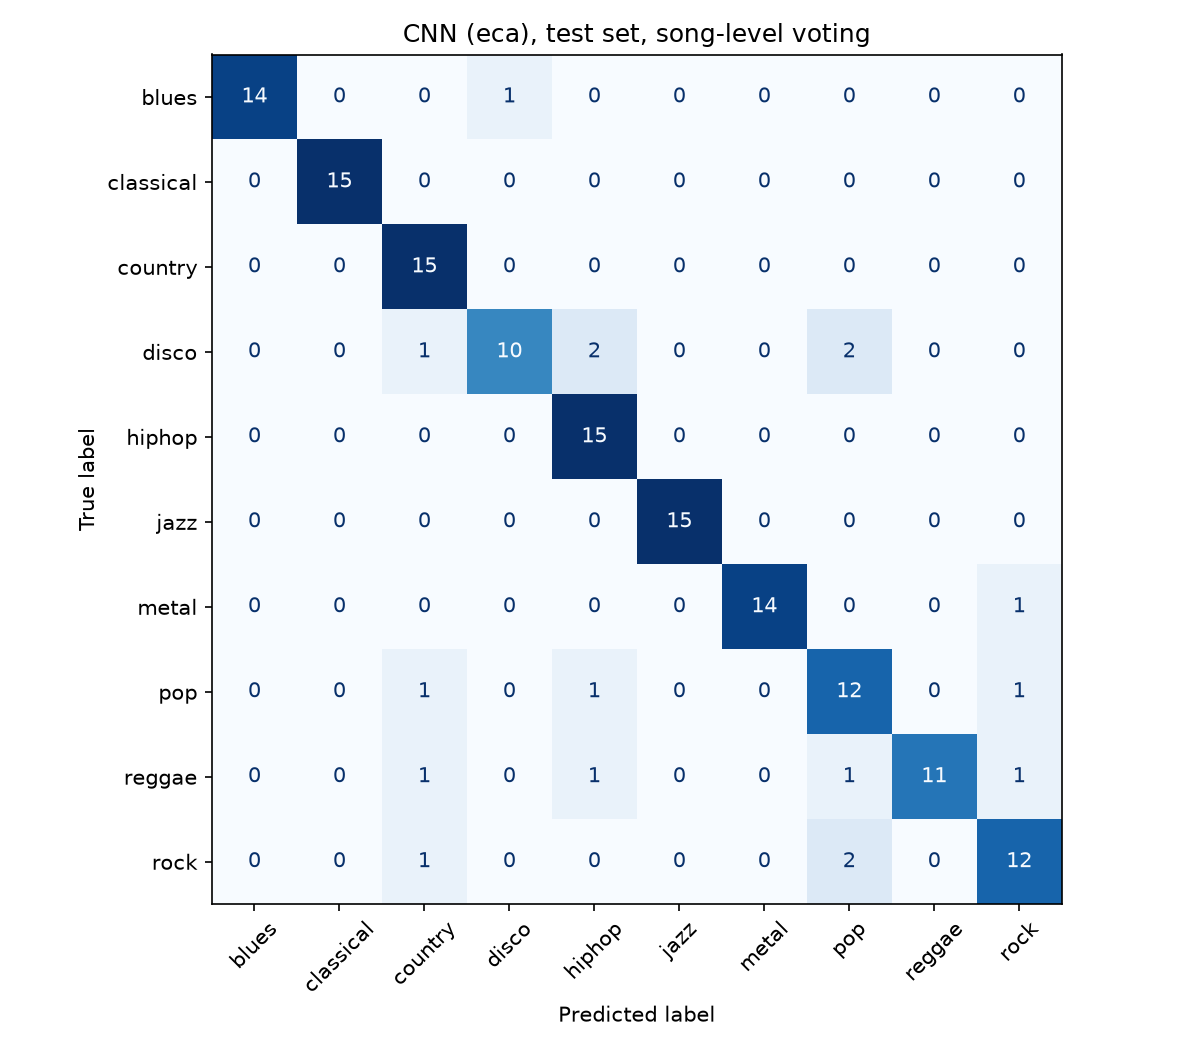 CNN (eca), test set, song-level voting
blues 14 0 0 1 0 0 0 0 0 0
classical 0 15 0 0 0 0 0 0 0 0
country 0 0 15 0 0 0 0 0 0 0
disco 0 0 1 10 2 0 0 2 0 0
hiphop 0 0 0 0 15 0 0 0 0 0
jazz 0 0 0 0 0 15 0 0 0 0
metal 0 0 0 0 0 0 14 0 0 1
pop 0 0 1 0 1 0 0 12 0 1
reggae 0 0 1 0 1 0 0 1 11 1
rock 0 0 1 0 0 0 0 2 0 12
True label
blues classical country disco hiphop jazz metal pop reggae rock
Predicted label